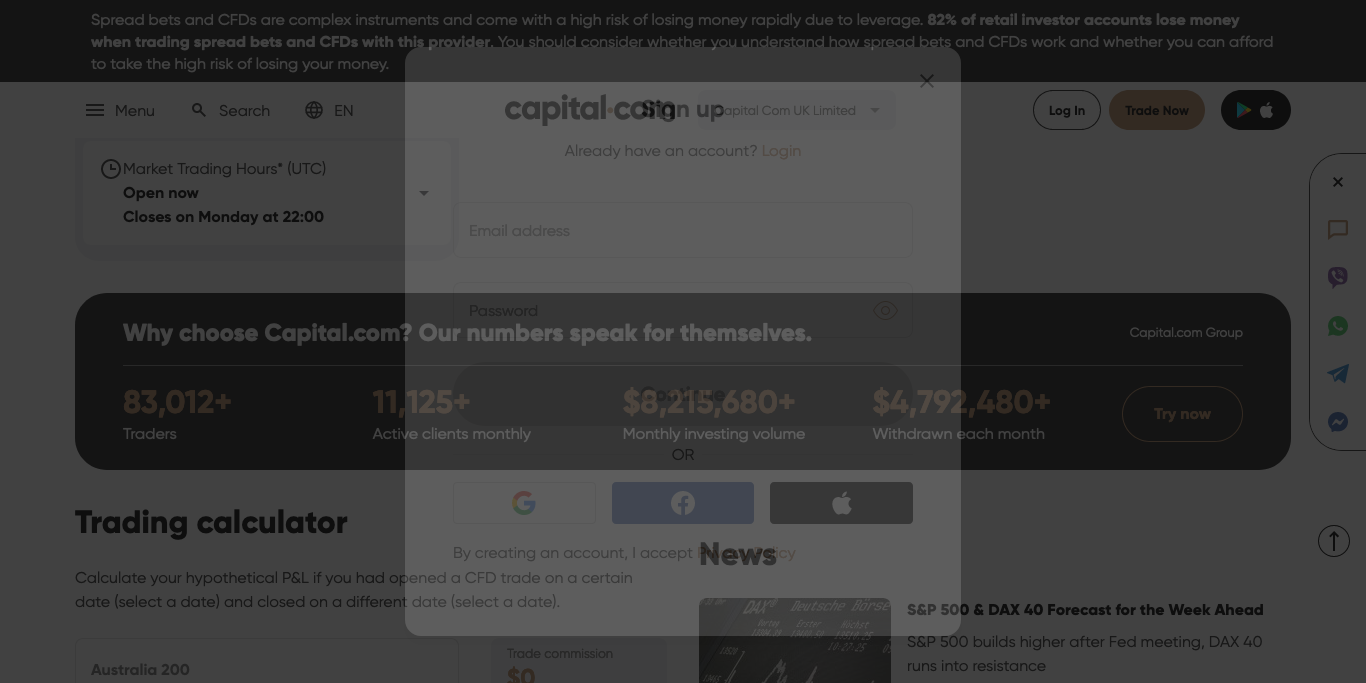 Spread bets and CFDs are complex instruments and come with a high risk of losing money rapidly due to leverage. 82% of retail investor accounts lose money
when trading spread bets and CFDs with this provider. You should consider whether you understand how spread bets and CFDs work and whether you can afford
to take the high risk of losing your money.
Menu
Search
EN
capital.com
Sign up
Capital Com UK Limited
Log In
Trade Now
Already have an account? Login
Market Trading Hours* (UTC)
Open now
Closes on Monday at 22:00
Email address
Password
Why choose Capital.com? Our numbers speak for themselves.
Capital.com Group
Continue
83,012+
Traders
11,125+
Active clients monthly
$8,215,680+
Monthly investing volume
$4,792,480+
Withdrawn each month
Try now
OR
Trading calculator
By creating an account, I accept Privacy Policy
News
Calculate your hypothetical P&L if you had opened a CFD trade on a certain
date (select a date) and closed on a different date (select a date).
S&P 500 & DAX 40 Forecast for the Week Ahead
S&P 500 builds higher after Fed meeting, DAX 40
runs into resistance
DAX Deutsche Börse
Australia 200
Trade commission
$0